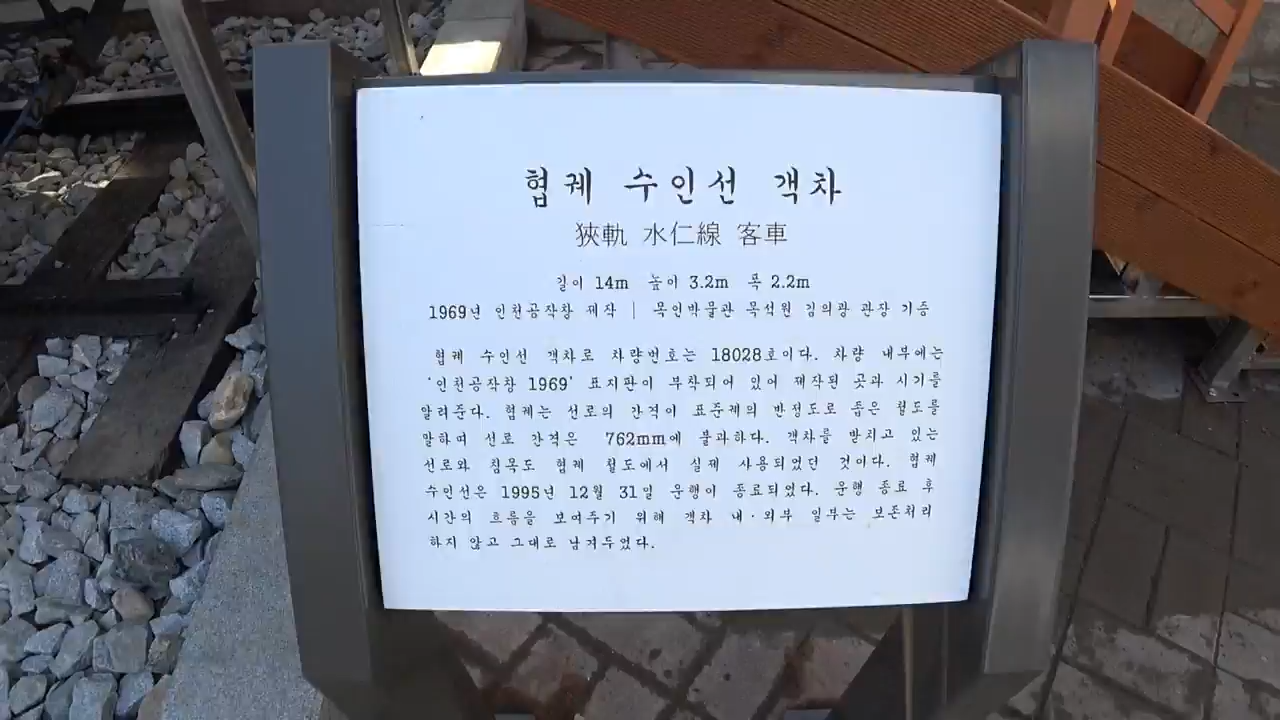 협궤 수인선 객차
狹軌 水仁線 客車
길이 14m 높이 3.2m 폭 2.2m
1969년 인천공작창 제작 | 목인박물관 목석원 김의광 관장 기증
협궤 수인선 객차로 차량번호는 18028호이다. 차량 내부에는
'인천공작창 1969' 표지판이 부착되어 있어 제작된 곳과 시기를
알려준다. 협궤는 선로의 간격이 표준궤의 반정도로 좁은 철도를
말하며 선로 간격은 762mm에 불과하다. 객차를 받치고 있는
선로와 침목도 협궤 철도에서 실제 사용되었던 것이다. 협궤
수인선은 1995년 12월 31일 운행이 종료되었다. 운행 종료 후
시간의 흐름을 보여주기 위해 객차 내·외부 일부는 보존처리
하지 않고 그대로 남겨두었다.